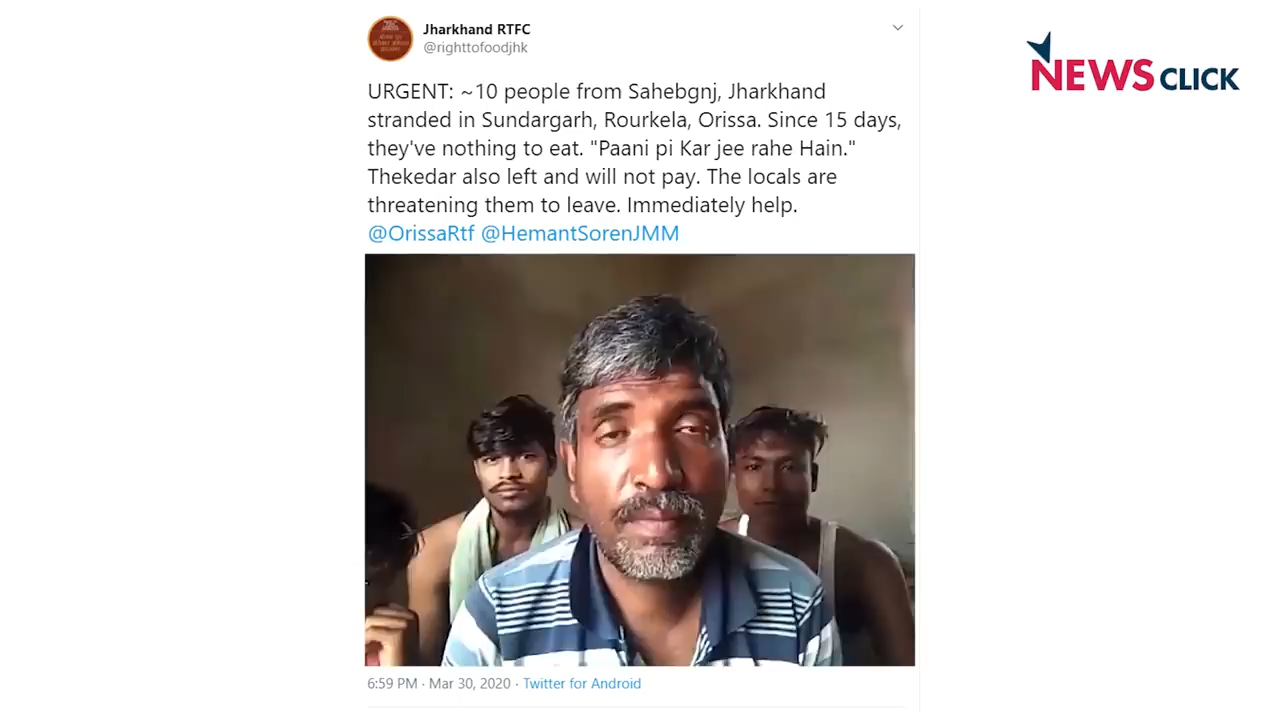 Jharkhand RTFC
@righttofoodjhk
NEWSCLICK
URGENT: ~10 people from Sahebgnj, Jharkhand
stranded in Sundargarh, Rourkela, Orissa. Since 15 days,
they've nothing to eat. "Paani pi Kar jee rahe Hain."
Thekedar also left and will not pay. The locals are
threatening them to leave. Immediately help.
@OrissaRtf @HemantSorenJMM
6:59 PM · Mar 30, 2020 · Twitter for Android